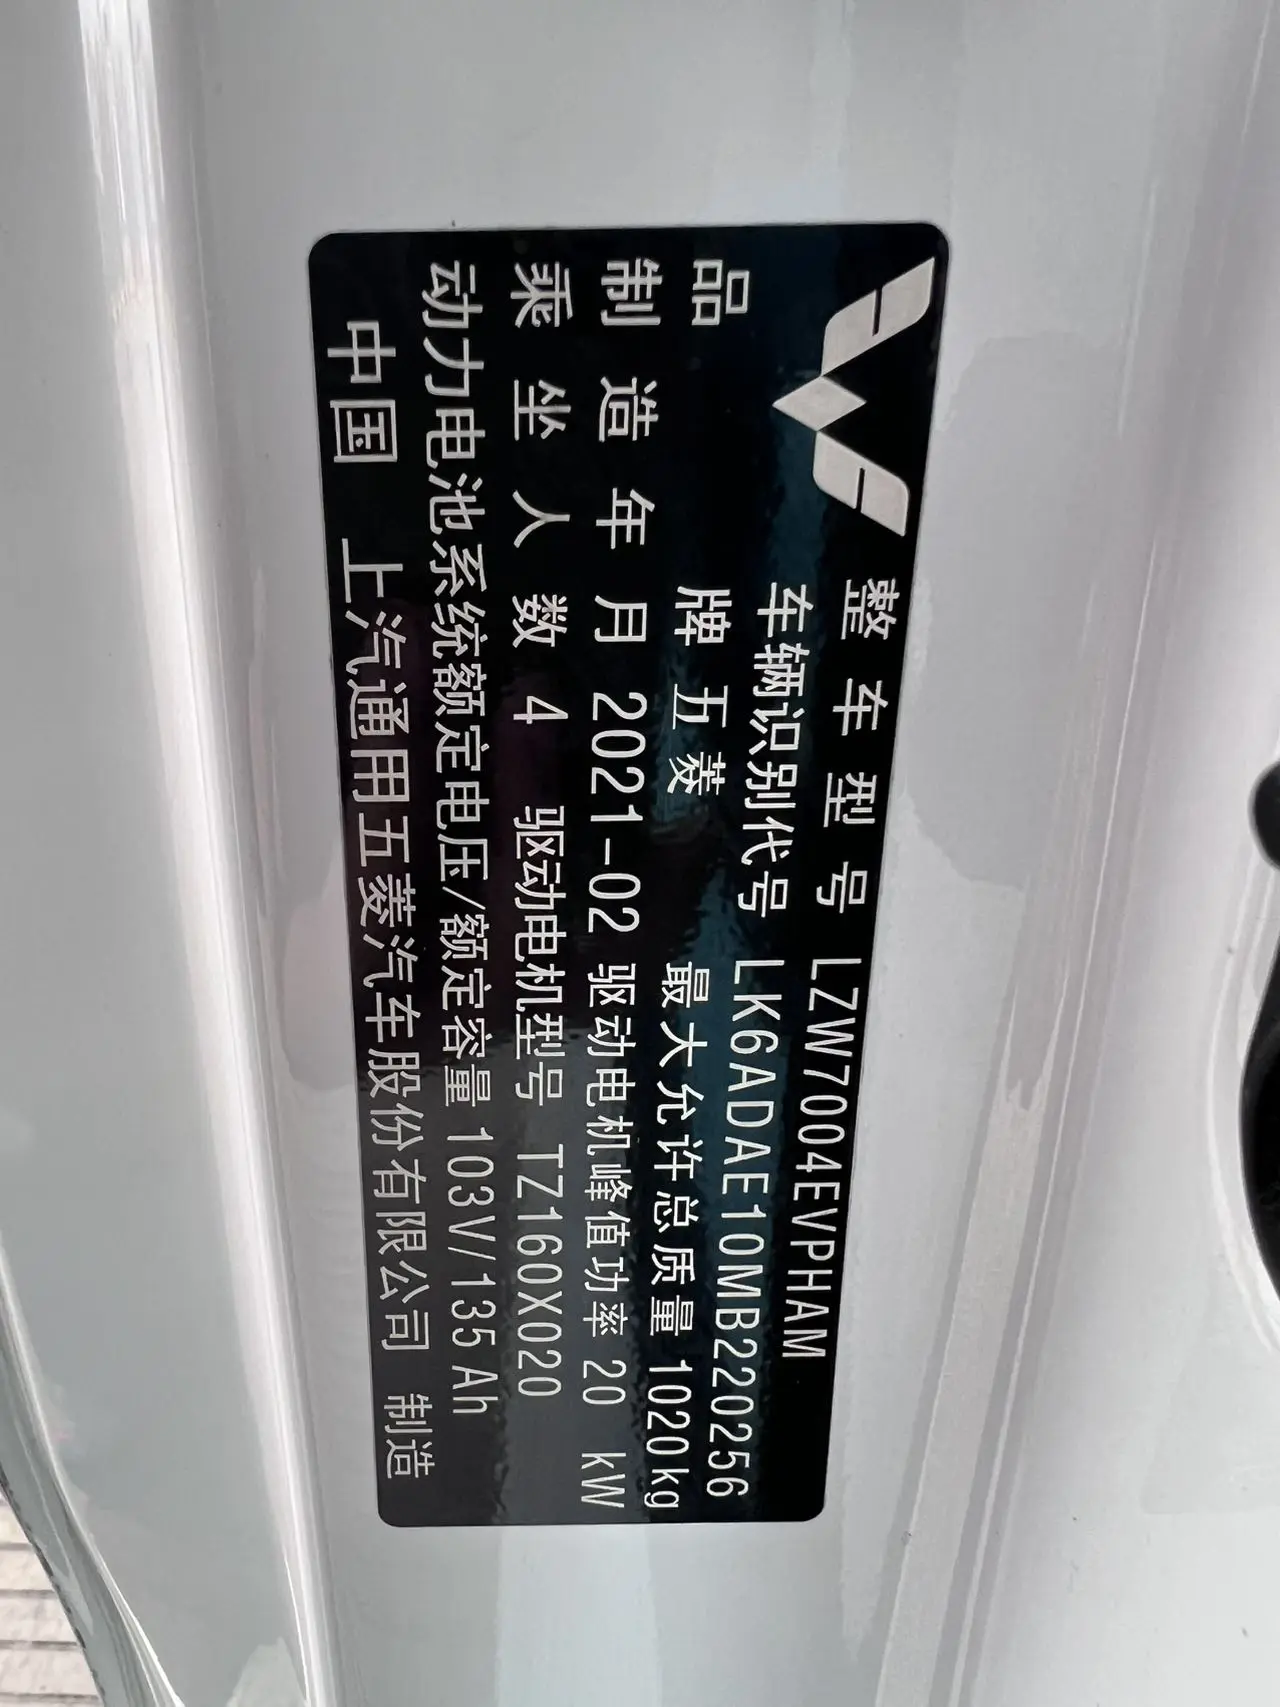 整车型号 LZW7004EVPHAM
车辆识别代号 LK6ADAE10MB220256
品牌 五菱 最大允许总质量 1020kg
制造年月 2021-02 驱动电机峰值功率 20 kW
乘坐人数 4 驱动电机型号 TZ160X020
动力电池系统额定电压/额定容量 103V/135Ah
中国 上汽通用五菱汽车股份有限公司 制造